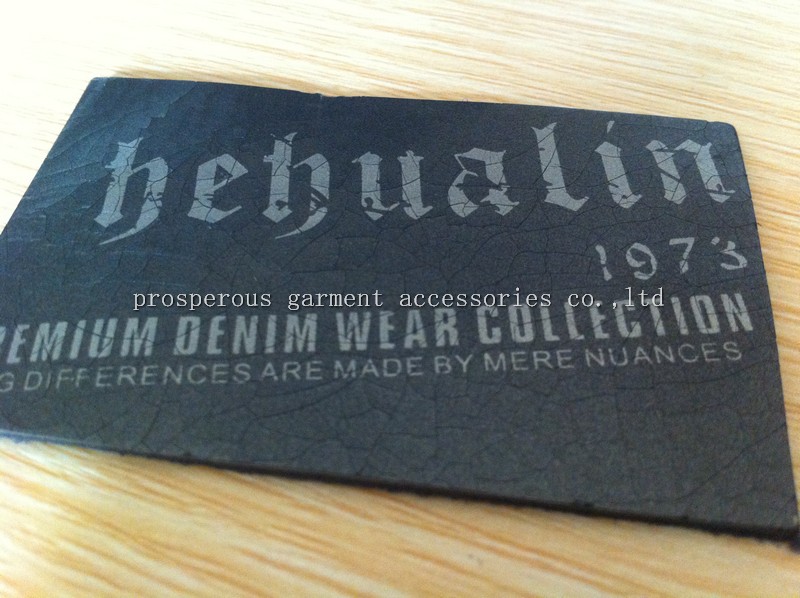 hehualin
1973
prosperous garment accessories co.,ltd
PREMIUM DENIM WEAR COLLECTION
G DIFFERENCES ARE MADE BY MERE NUANCES